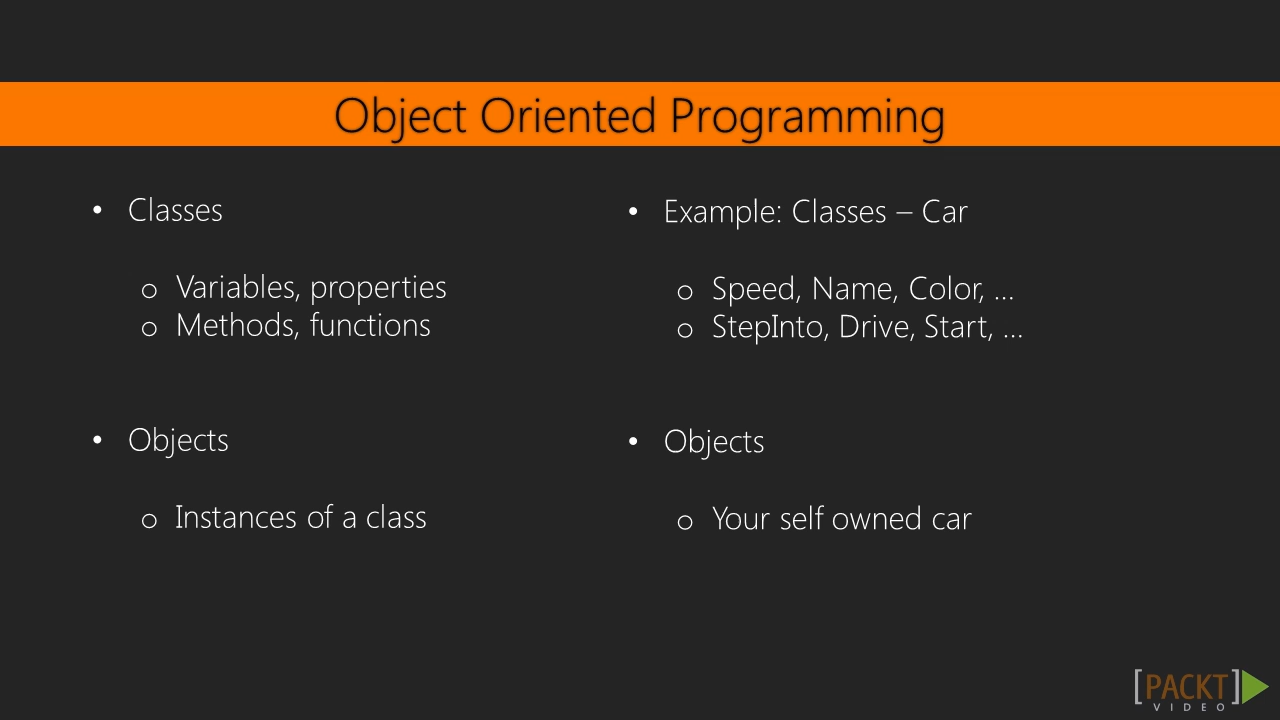 Object Oriented Programming
• Classes
o Variables, properties
o Methods, functions
• Objects
o Instances of a class
• Example: Classes – Car
o Speed, Name, Color, ...
o StepInto, Drive, Start, ...
• Objects
o Your self owned car
[PACKT]
VIDEO